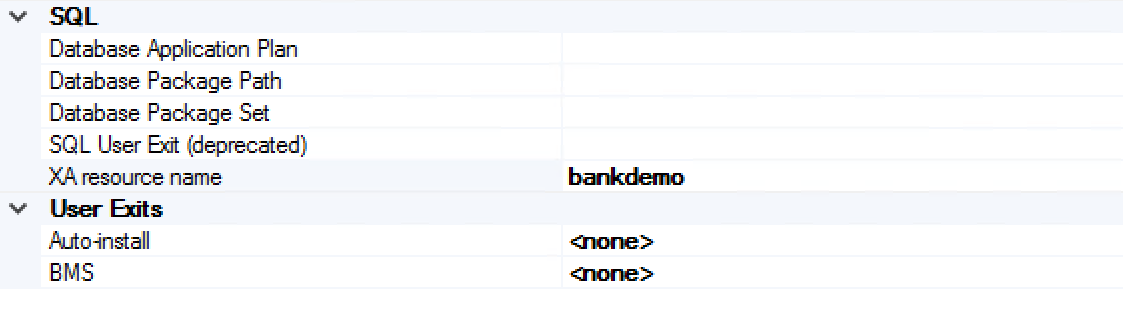 SQL
Database Application Plan
Database Package Path
Database Package Set
SQL User Exit (deprecated)
XA resource name bankdemo
User Exits
Auto-install <none>
BMS <none>